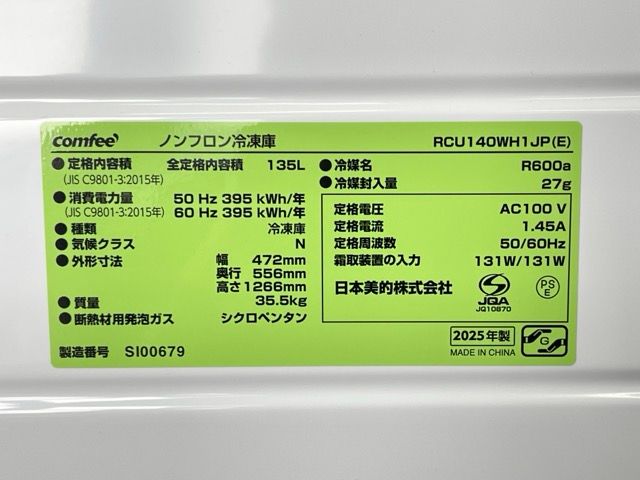 comfee' ノンフロン冷凍庫 RCU140WH1JP(E)
●定格内容積 全定格内容積 135L
(JIS C9801-3:2015年)
●消費電力量 50 Hz 395 kWh/年
(JIS C9801-3:2015年) 60 Hz 395 kWh/年
●種類 冷凍庫
●気候クラス N
●外形寸法 幅 472mm
奥行 556mm
高さ1266mm
●質量 35.5kg
●断熱材用発泡ガス シクロペンタン
製造番号 SI00679
●冷媒名 R600a
●冷媒封入量 27g
定格電圧 AC100 V
定格電流 1.45A
定格周波数 50/60Hz
霜取装置の入力 131W/131W
日本美的株式会社
JQA
JQ10870
PS
E
2025年製
MADE IN CHINA
G